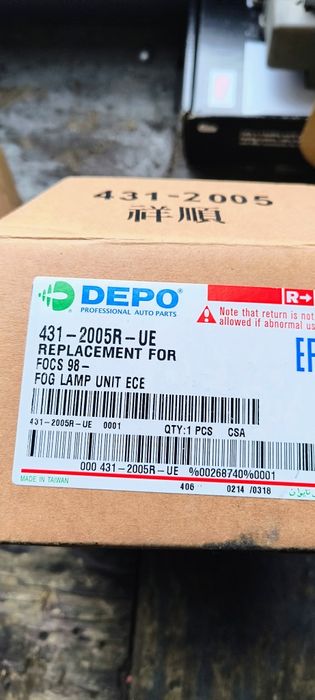 431-2005
祥順
DEPO®
PROFESSIONAL AUTO PARTS
R
Note that return is not
allowed if abnormal us
431-2005R-UE
REPLACEMENT FOR
FOCS 98-
FOG LAMP UNIT ECE
431-2005R-UE 0001 QTY:1 PCS CSA
000 431-2005R-UE %00268740%0001
MADE IN TAIWAN
406 0214 /0318